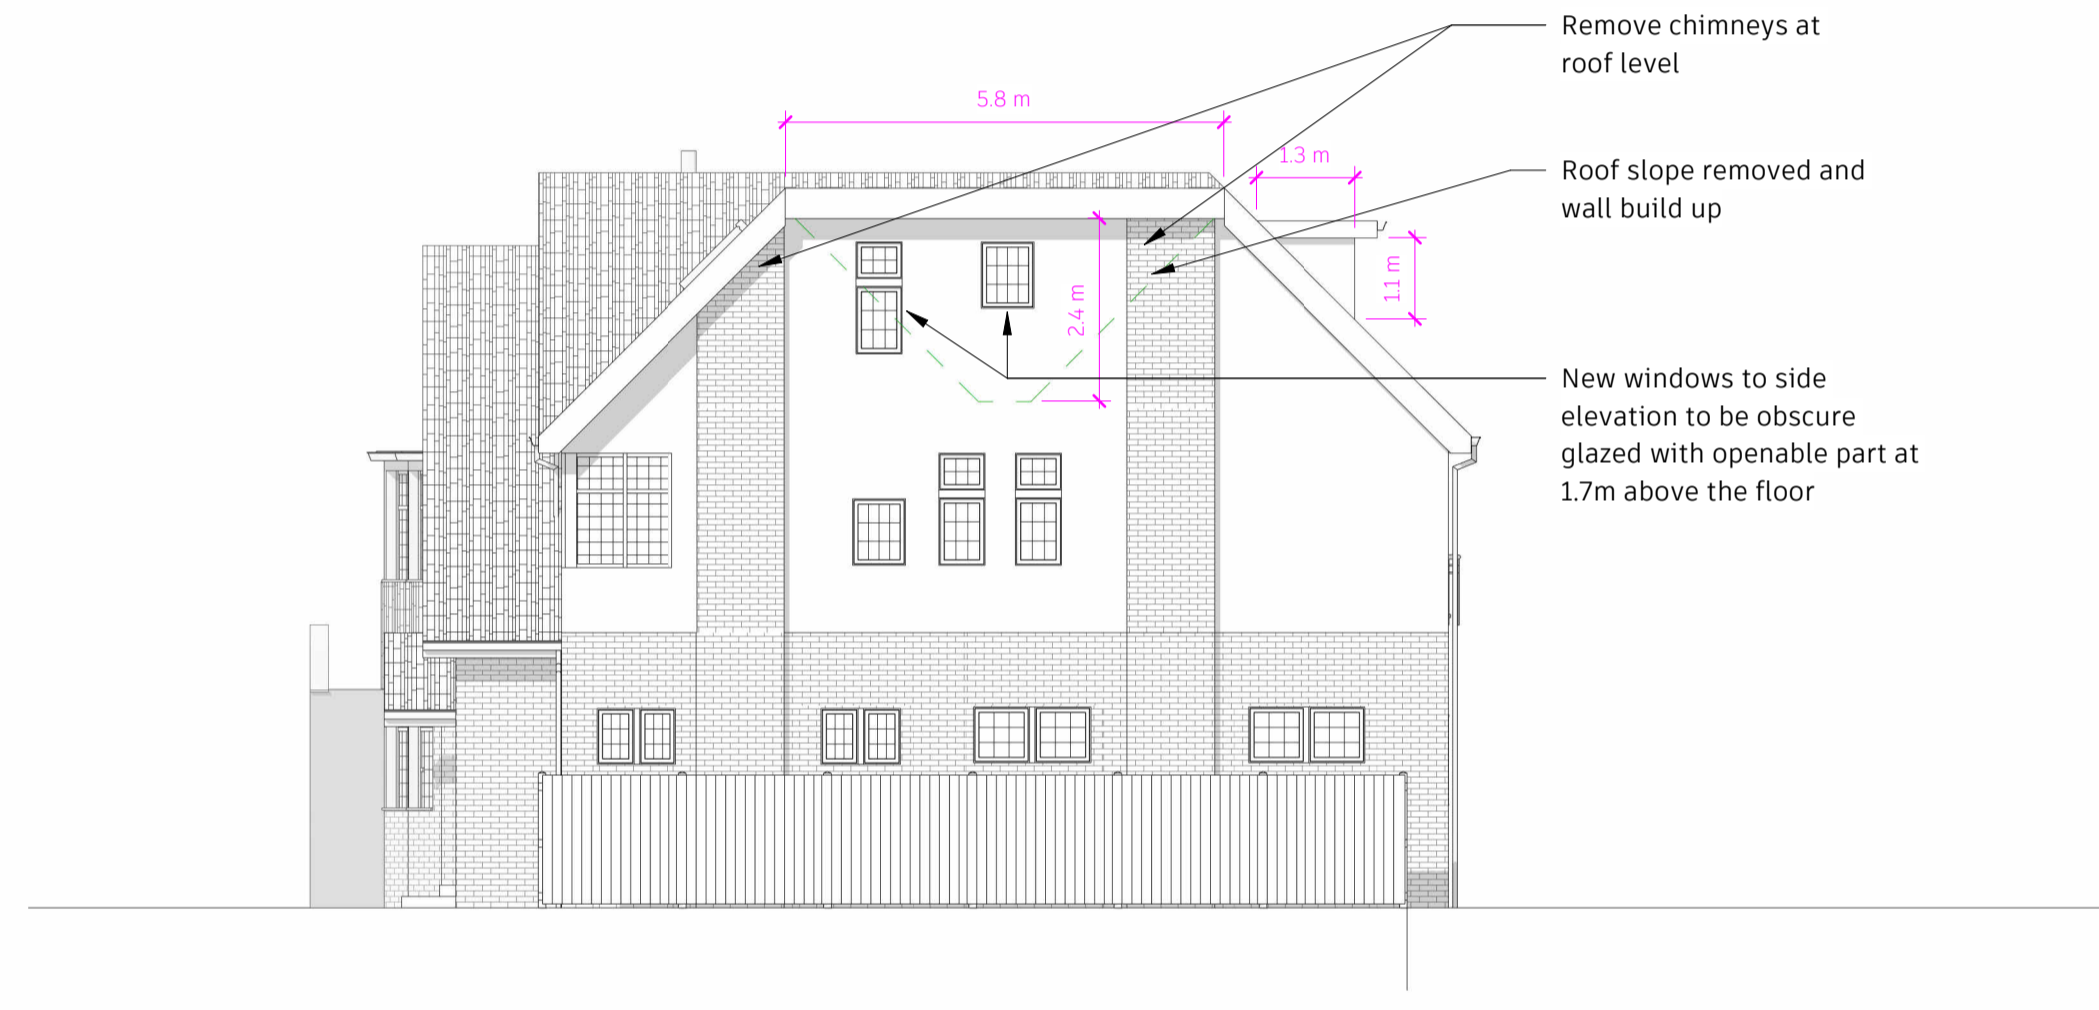 Remove chimneys at
roof level
5.8 m
1.3 m
Roof slope removed and
wall build up
1.1 m
2.4 m
New windows to side
elevation to be obscure
glazed with openable part at
1.7m above the floor